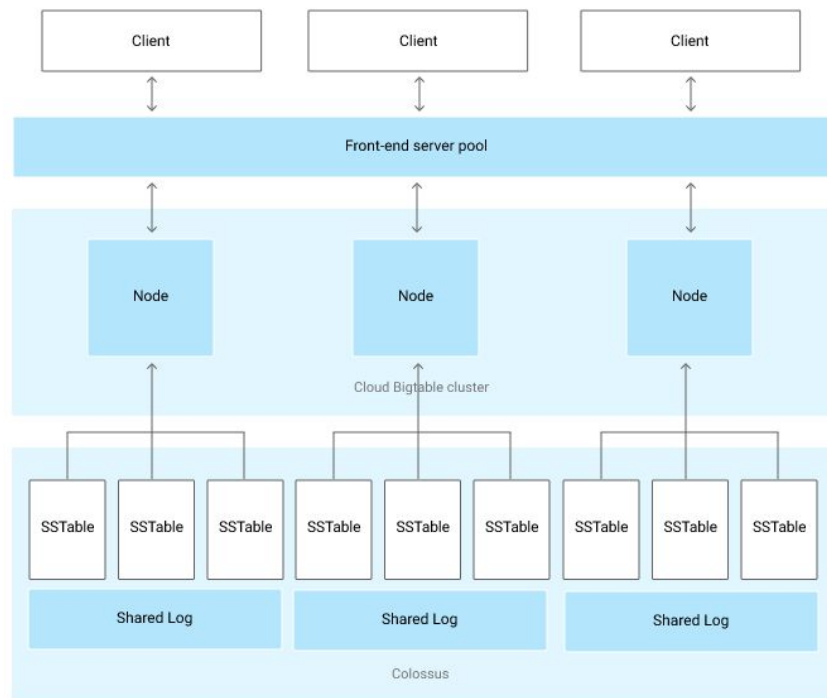 Client
Client
Client
Front-end server pool
Node
Node
Node
Cloud Bigtable cluster
SSTable
SSTable
SSTable
SSTable
SSTable
SSTable
SSTable
SSTable
SSTable
Shared Log
Shared Log
Shared Log
Colossus